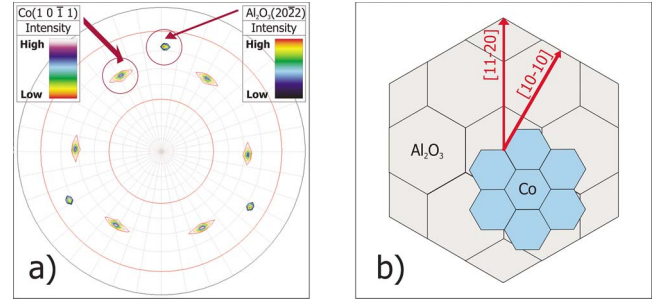 Co(1 0 1̄ 1)
Intensity
High
Low
Al₂O₃(202̄2)
Intensity
High
Low
a)
[11-20]
[10-10]
Al₂O₃
Co
b)